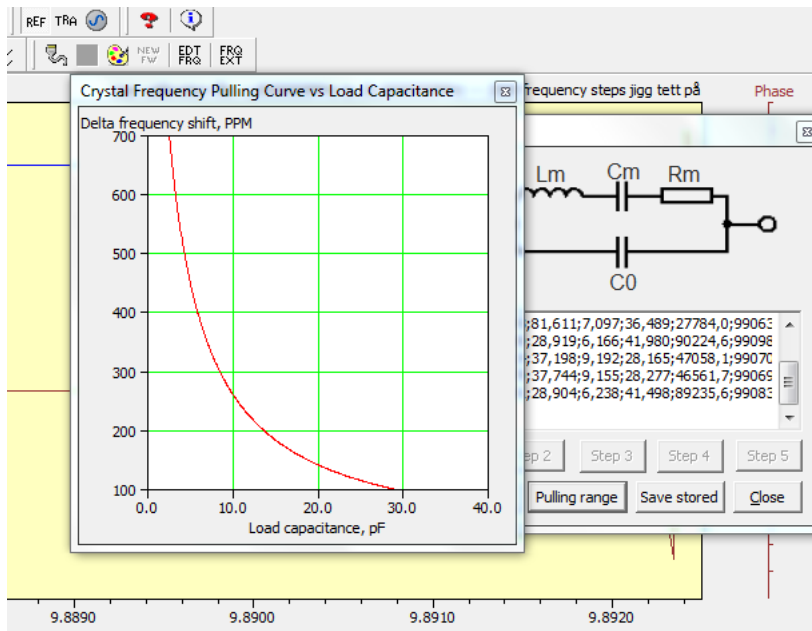 REF TRA
NEW FW EDT FRQ FRQ EXT
Crystal Frequency Pulling Curve vs Load Capacitance
frequency steps jigg tett på
Phase
Delta frequency shift, PPM
700
600
500
400
300
200
100
0.0 10.0 20.0 30.0 40.0
Load capacitance, pF
Lm Cm Rm
C0
;81,611;7,097;36,489;27784,0;99063
;28,919;6,166;41,980;90224,6;99098
;37,198;9,192;28,165;47058,1;99070
;37,744;9,155;28,277;46561,7;99069
;28,904;6,238;41,498;89235,6;99083
ep 2 Step 3 Step 4 Step 5
Pulling range Save stored Close
9.8890 9.8900 9.8910 9.8920